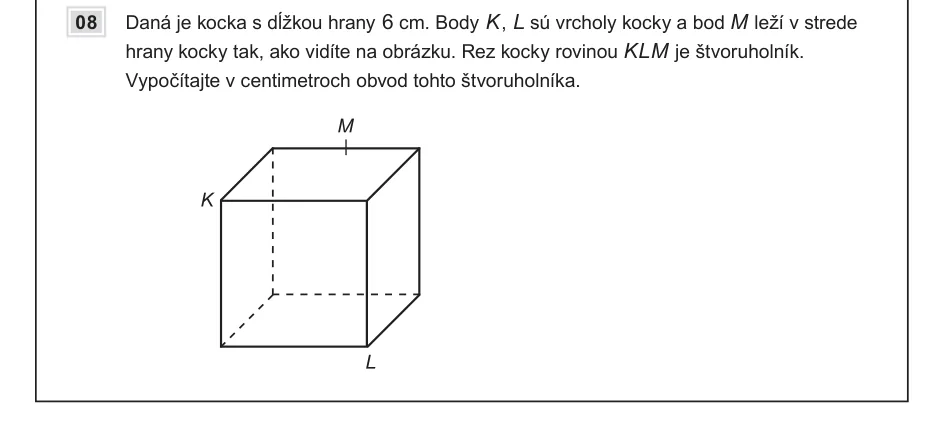 08 Daná je kocka s dĺžkou hrany 6 cm. Body K, L sú vrcholy kocky a bod M leží v strede
hrany kocky tak, ako vidíte na obrázku. Rez kocky rovinou KLM je štvoruholník.
Vypočítajte v centimetroch obvod tohto štvoruholníka.
M
K
L